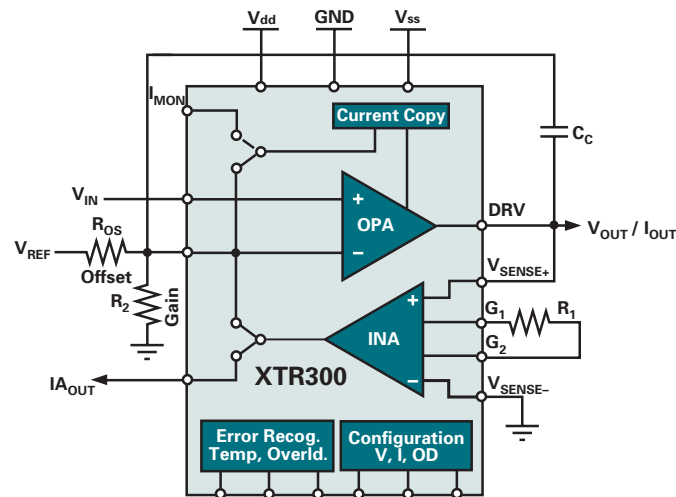 Vdd
GND
Vss
IMON
Current Copy
CC
VIN
+
OPA
−
DRV
VOUT / IOUT
ROS
VREF
Offset
R2
Gain
VSENSE+
+
G1
R1
INA
G2
−
VSENSE–
IAOUT
XTR300
Error Recog.
Temp, Overld.
Configuration
V, I, OD